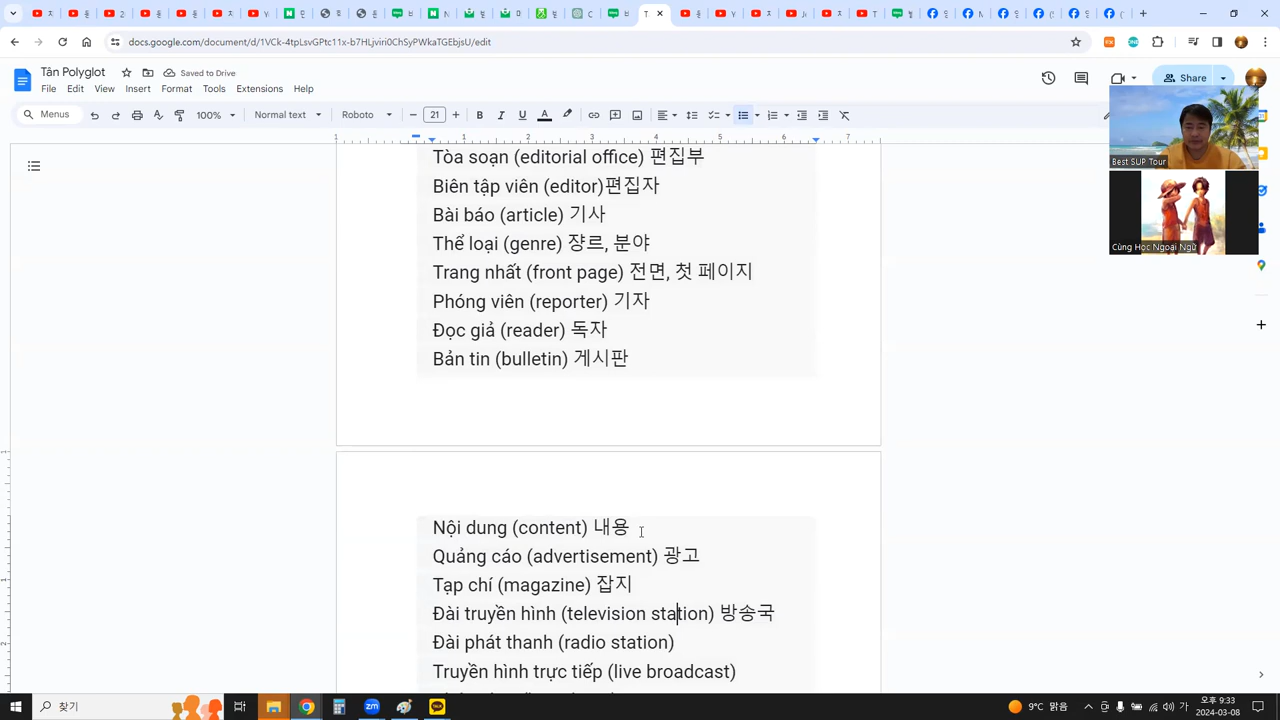 docs.google.com/document/d/1VCk-4tpLsvGPtc11x-b7HLjviri0ChSyPWkaTGEbjsU/edit
Tân Polyglot
Saved to Drive
Share
File Edit View Insert Format Tools Extensions Help
Menus
100%
Normal text
Roboto
21
Best SUP Tour
Cùng Học Ngoại Ngữ
Tòa soạn (editorial office) 편집부
Biên tập viên (editor)편집자
Bài báo (article) 기사
Thể loại (genre) 쟝르, 분야
Trang nhất (front page) 전면, 첫 페이지
Phóng viên (reporter) 기자
Đọc giả (reader) 독자
Bản tin (bulletin) 게시판
Nội dung (content) 내용
Quảng cáo (advertisement) 광고
Tạp chí (magazine) 잡지
Đài truyền hình (television station) 방송국
Đài phát thanh (radio station)
Truyền hình trực tiếp (live broadcast)
찾기
9°C 맑음
가
오후 9:33
2024-03-08